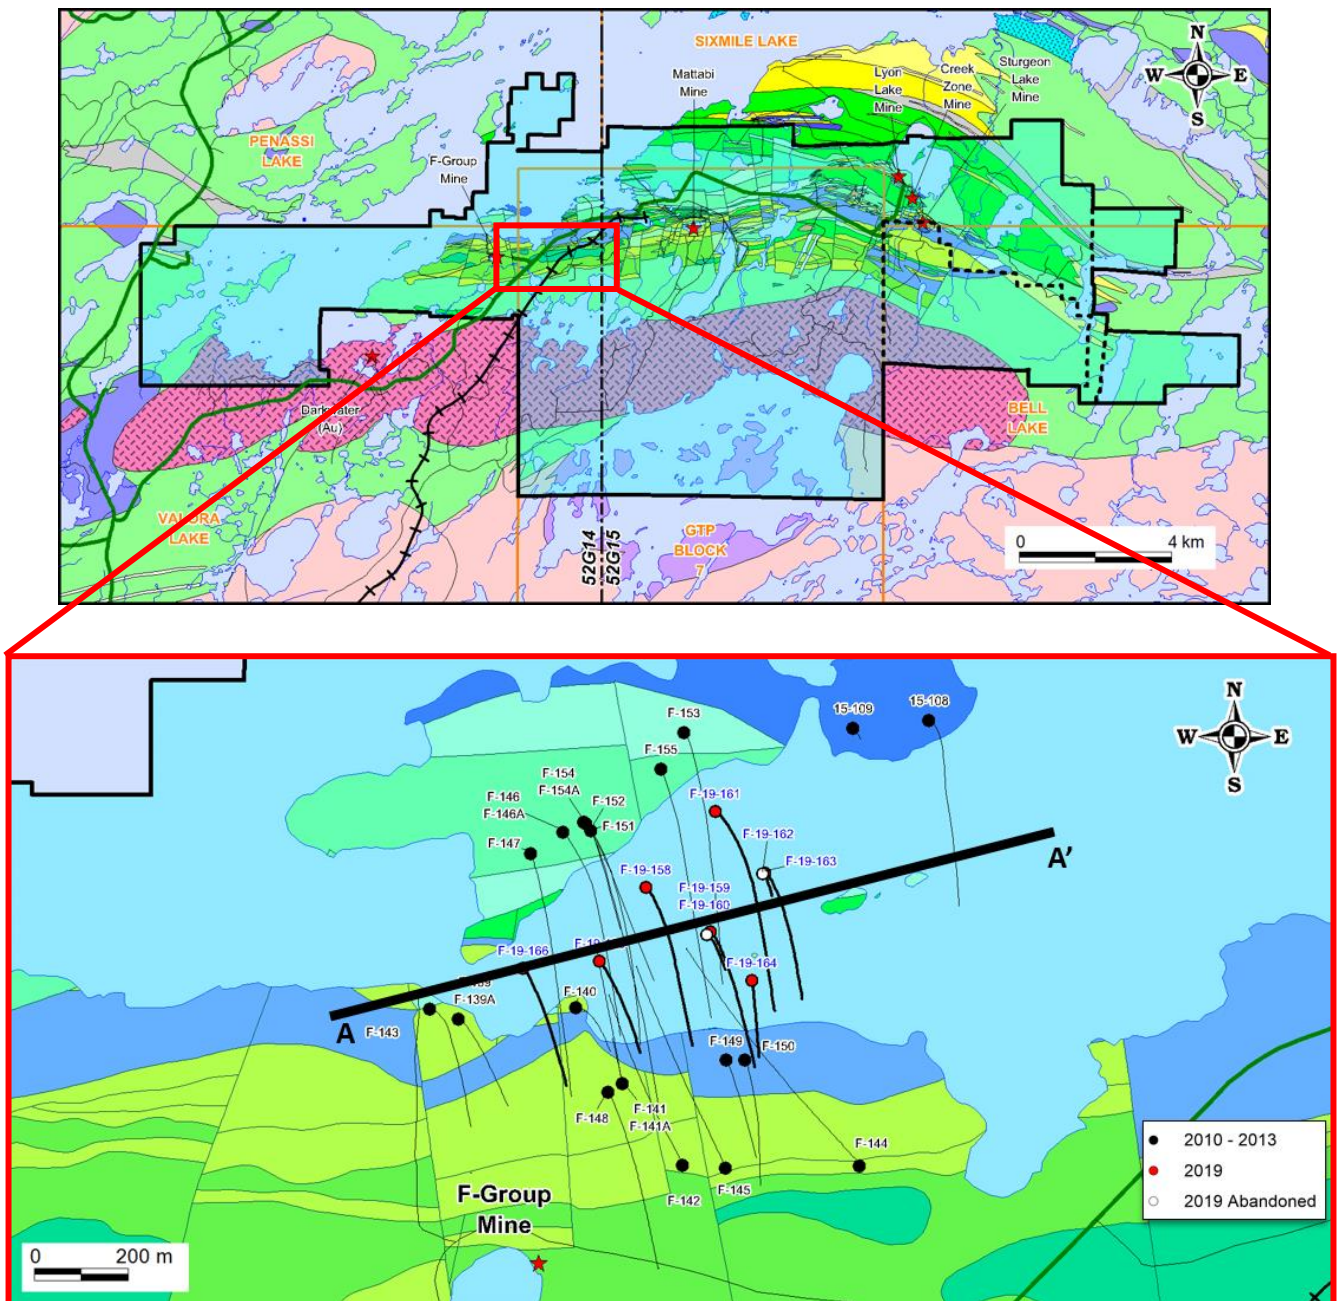 SIXMILE LAKE
N
W E
S
Mattabi
Mine
Lyon
Lake
Mine
Creek
Zone
Mine
Sturgeon
Lake
Mine
PENASSI
LAKE
F-Group
Mine
Darkwater
(Au)
BELL
LAKE
VALORA
LAKE
52G14
52G15
GTP
BLOCK
7
0 4 km
N
W E
S
F-153
15-109
15-108
F-155
F-154
F-154A
F-146
F-146A
F-152
F-151
F-19-161
F-147
F-19-162
F-19-163
F-19-158
F-19-159
F-19-160
A'
F-19-166
F-19-164
F-139A
F-140
A
F-143
F-149
F-150
F-148
F-141
F-141A
F-144
F-142
F-145
F-Group
Mine
2010 - 2013
2019
2019 Abandoned
0 200 m